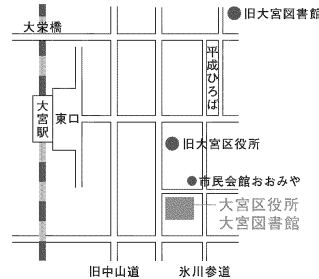 旧大宮図書館
大栄橋
平成ひろば
大宮駅
東口
旧大宮区役所
市民会館おおみや
大宮区役所
大宮図書館
旧中山道
氷川参道